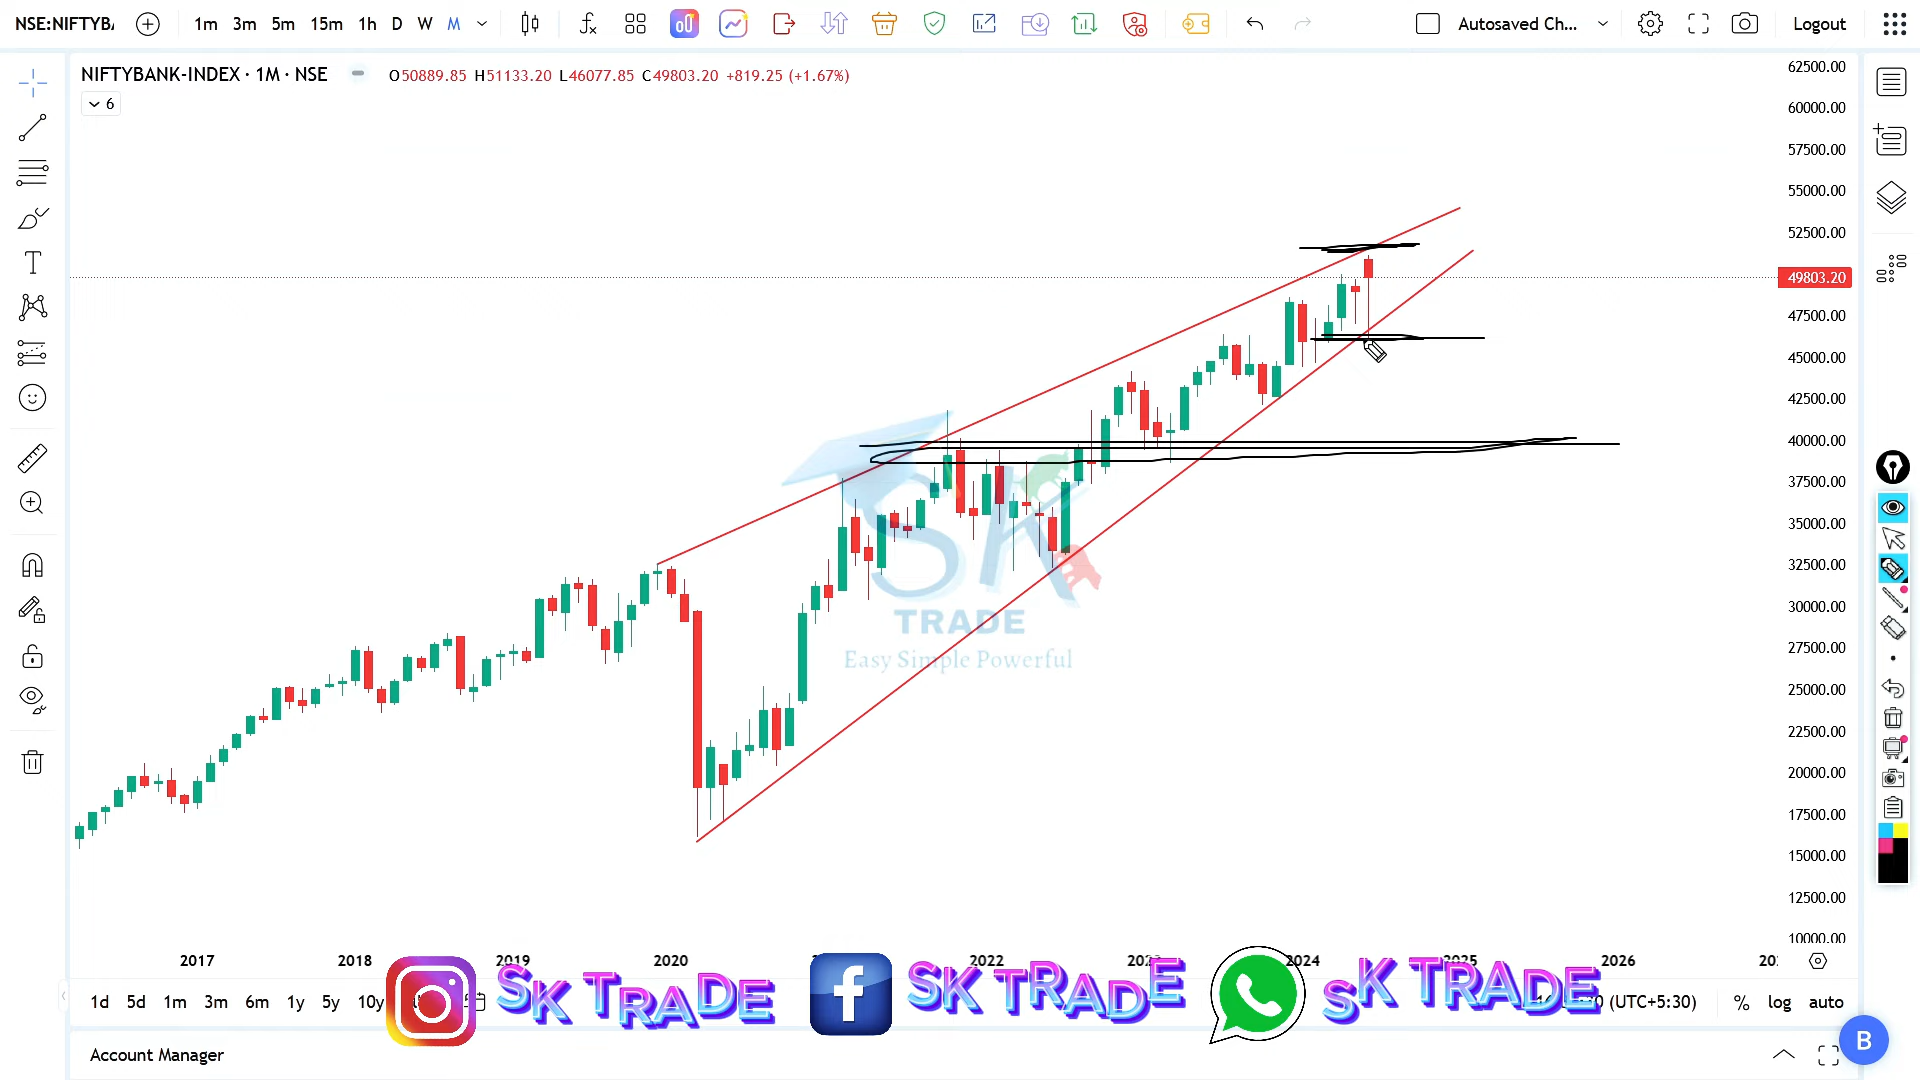 NSE:NIFTYB
1m 3m 5m 15m 1h D W M
Autosaved Ch...
Logout
NIFTYBANK-INDEX · 1M · NSE
O50889.85 H51133.20 L46077.85 C49803.20 +819.25 (+1.67%)
6
62500.00
60000.00
57500.00
55000.00
52500.00
49803.20
47500.00
45000.00
42500.00
40000.00
37500.00
35000.00
32500.00
30000.00
27500.00
25000.00
22500.00
20000.00
17500.00
15000.00
12500.00
10000.00
SK
TRADE
Easy Simple Powerful
2017 2018 2019 2020 2022 2024 2025 2026
1d 5d 1m 3m 6m 1y 5y 10y
SK TRADE
SK TRADE
SK TRADE
(UTC+5:30)
% log auto
Account Manager
B